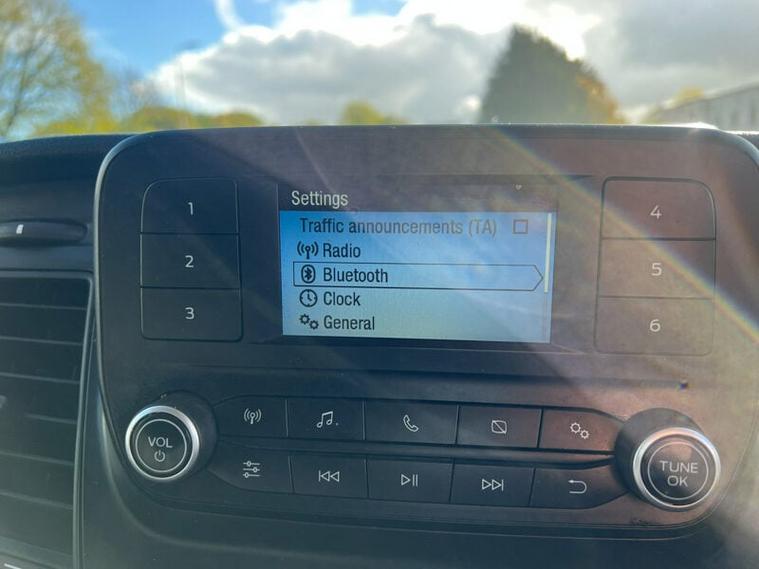 Settings
Traffic announcements (TA)
Radio
Bluetooth
Clock
General
1
2
3
4
5
6
VOL
TUNE
OK